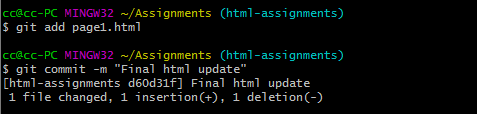 cc@cc-PC MINGW32 ~/Assignments (html-assignments)
$ git add page1.html
cc@cc-PC MINGW32 ~/Assignments (html-assignments)
$ git commit -m "Final html update"
[html-assignments d60d31f] Final html update
 1 file changed, 1 insertion(+), 1 deletion(-)